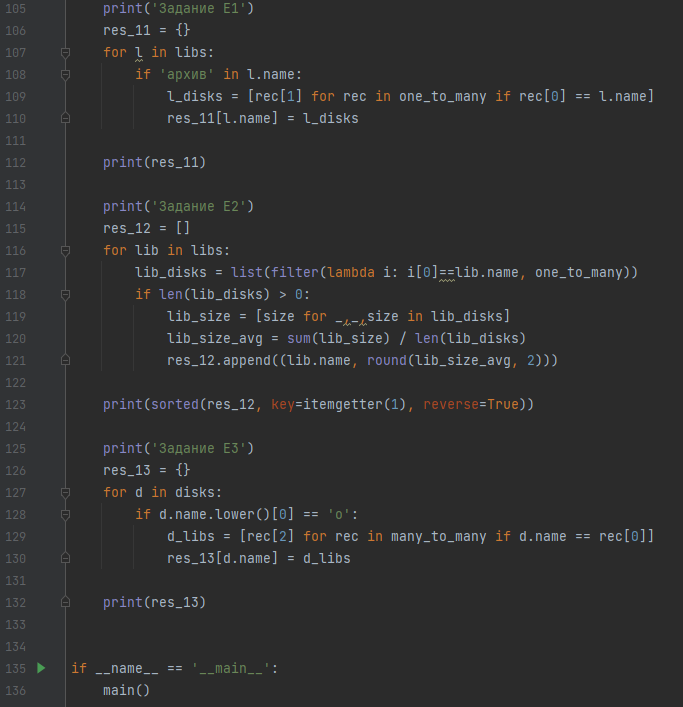 105 print('Задание Е1')
106 res_11 = {}
107 for l in libs:
108 if 'архив' in l.name:
109 l_disks = [rec[1] for rec in one_to_many if rec[0] == l.name]
110 res_11[l.name] = l_disks
111
112 print(res_11)
113
114 print('Задание Е2')
115 res_12 = []
116 for lib in libs:
117 lib_disks = list(filter(lambda i: i[0]==lib.name, one_to_many))
118 if len(lib_disks) > 0:
119 lib_size = [size for _,_,size in lib_disks]
120 lib_size_avg = sum(lib_size) / len(lib_disks)
121 res_12.append((lib.name, round(lib_size_avg, 2)))
122
123 print(sorted(res_12, key=itemgetter(1), reverse=True))
124
125 print('Задание Е3')
126 res_13 = {}
127 for d in disks:
128 if d.name.lower()[0] == 'о':
129 d_libs = [rec[2] for rec in many_to_many if d.name == rec[0]]
130 res_13[d.name] = d_libs
131
132 print(res_13)
133
134
135 if __name__ == '__main__':
136 main()